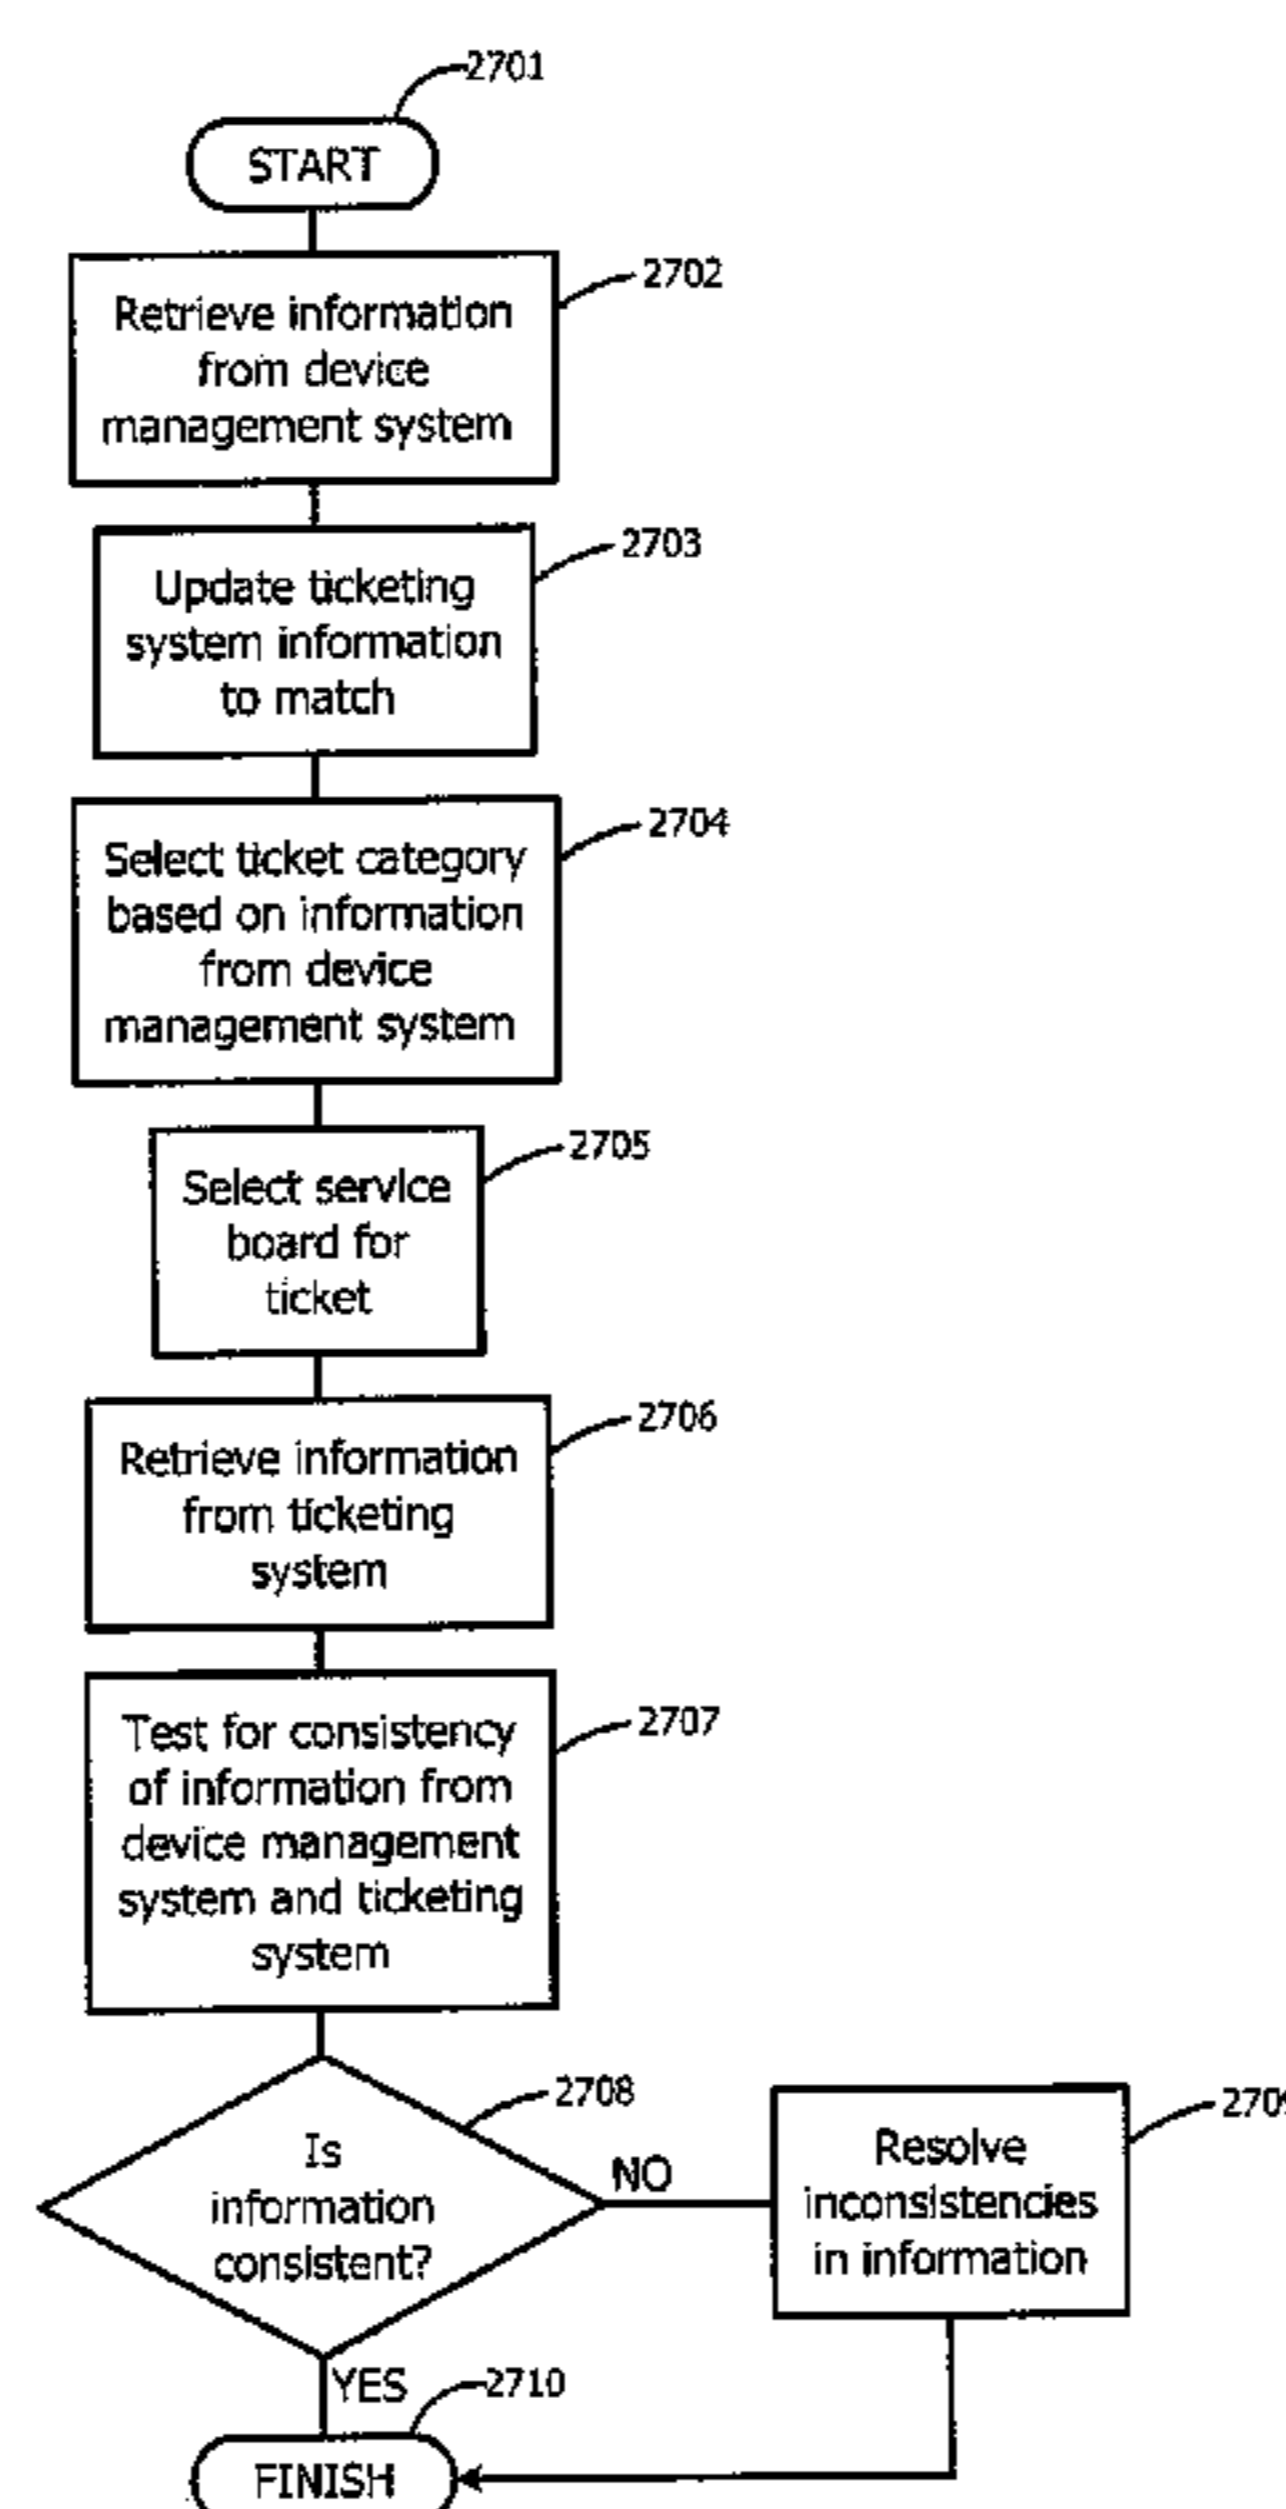 2701
START
2702
Retrieve information
from device
management system
2703
Update ticketing
system information
to match
2704
Select ticket category
based on information
from device
management system
2705
Select service
board for
ticket
2706
Retrieve information
from ticketing
system
2707
Test for consistency
of information from
device management
system and ticketing
system
2708
Is
information
consistent?
NO
2709
Resolve
inconsistencies
in information
YES
2710
FINISH